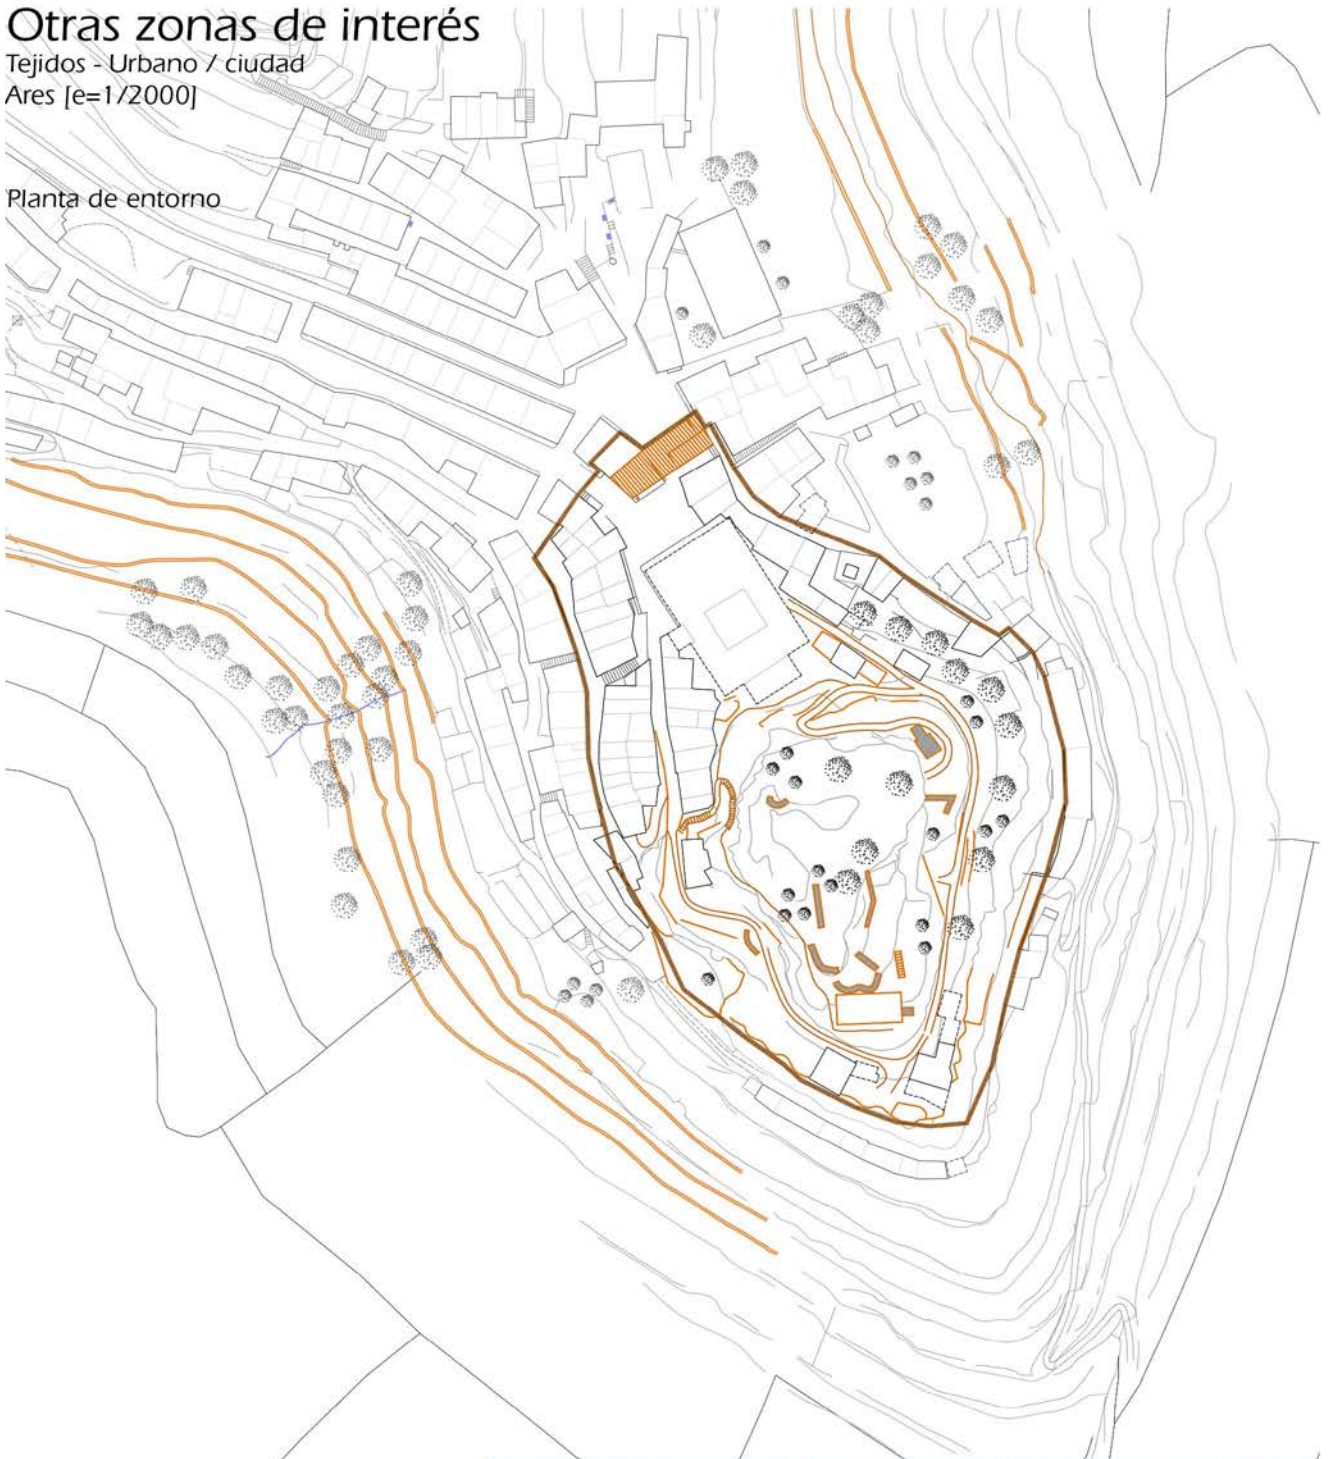 Otras zonas de interés
Tejidos - Urbano / ciudad
Ares [e=1/2000]
Planta de entorno